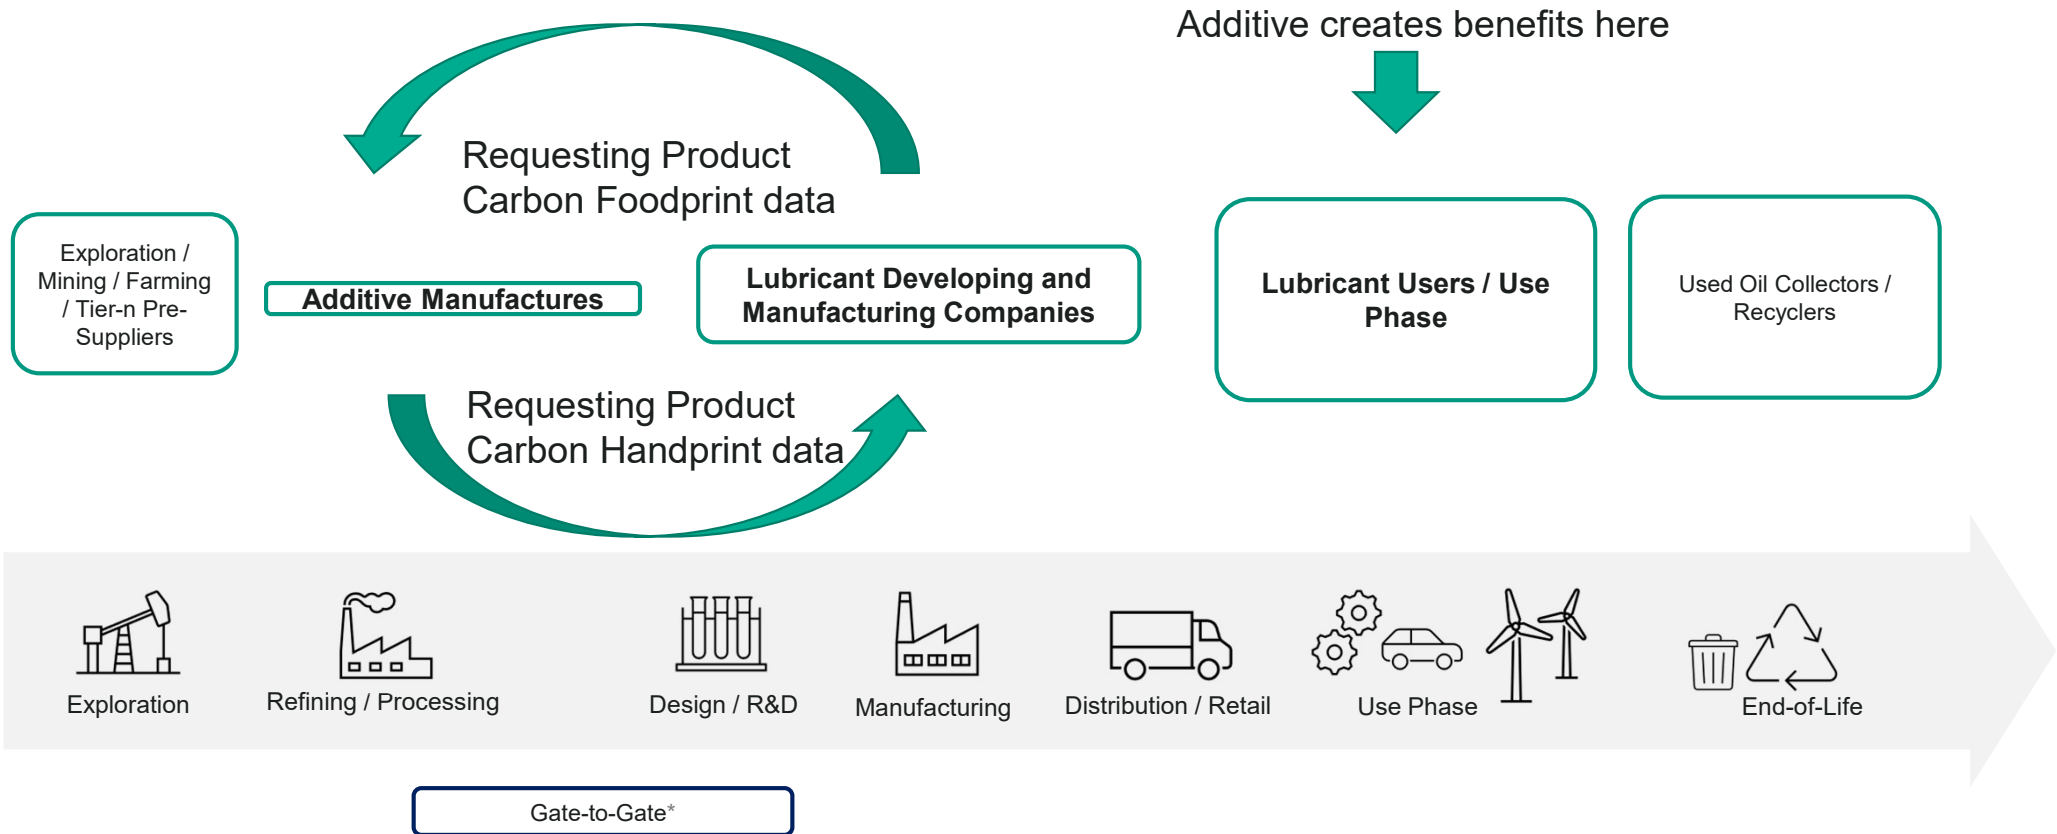 Additive creates benefits here
Requesting Product
Carbon Foodprint data
Exploration /
Mining / Farming
/ Tier-n Pre-
Suppliers
Additive Manufactures
Lubricant Developing and
Manufacturing Companies
Lubricant Users / Use
Phase
Used Oil Collectors /
Recyclers
Requesting Product
Carbon Handprint data
Exploration
Refining / Processing
Design / R&D
Manufacturing
Distribution / Retail
Use Phase
End-of-Life
Gate-to-Gate*